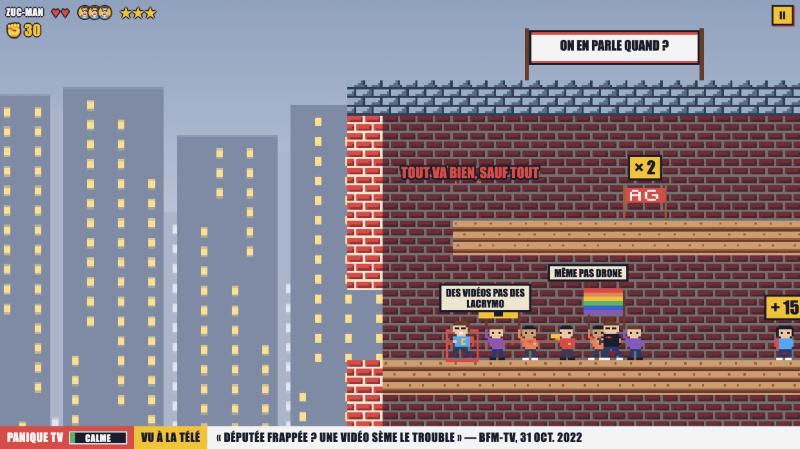 ZUC-MAN
30
ON EN PARLE QUAND ?
TOUT VA BIEN, SAUF TOUT
× 2
AG
MÊME PAS DRONE
DES VIDÉOS PAS DES
LACRYMO
+ 15
PANIQUE TV
CALME
VU À LA TÉLÉ
« DÉPUTÉE FRAPPÉE ? UNE VIDÉO SÈME LE TROUBLE » — BFM-TV, 31 OCT. 2022